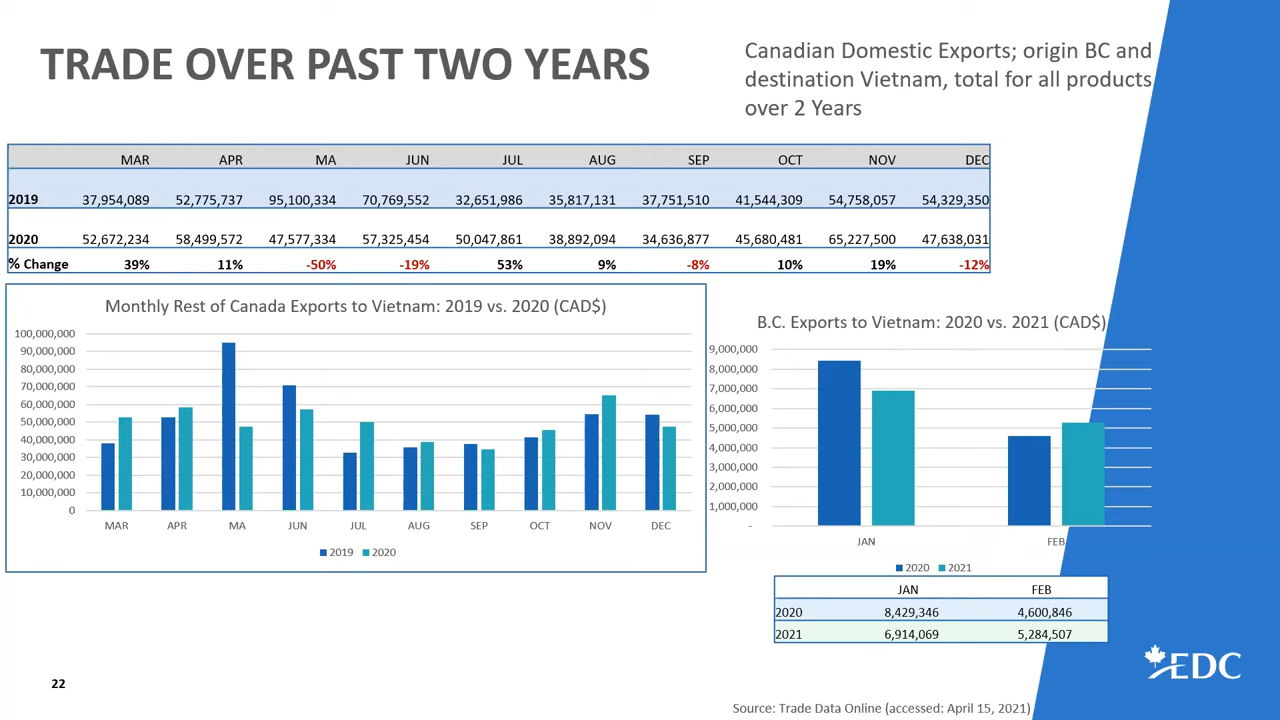 TRADE OVER PAST TWO YEARS
Canadian Domestic Exports; origin BC and
destination Vietnam, total for all products
over 2 Years
MAR APR MA JUN JUL AUG SEP OCT NOV DEC
2019 37,954,089 52,775,737 95,100,334 70,769,552 32,651,986 35,817,131 37,751,510 41,544,309 54,758,057 54,329,350
2020 52,672,234 58,499,572 47,577,334 57,325,454 50,047,861 38,892,094 34,636,877 45,680,481 65,227,500 47,638,031
% Change 39% 11% -50% -19% 53% 9% -8% 10% 19% -12%
Monthly Rest of Canada Exports to Vietnam: 2019 vs. 2020 (CAD$)
100,000,000
90,000,000
80,000,000
70,000,000
60,000,000
50,000,000
40,000,000
30,000,000
20,000,000
10,000,000
0
MAR APR MA JUN JUL AUG SEP OCT NOV DEC
2019 2020
B.C. Exports to Vietnam: 2020 vs. 2021 (CAD$)
9,000,000
8,000,000
7,000,000
6,000,000
5,000,000
4,000,000
3,000,000
2,000,000
1,000,000
-
JAN FEB
2020 2021
JAN FEB
2020 8,429,346 4,600,846
2021 6,914,069 5,284,507
EDC
22
Source: Trade Data Online (accessed: April 15, 2021)